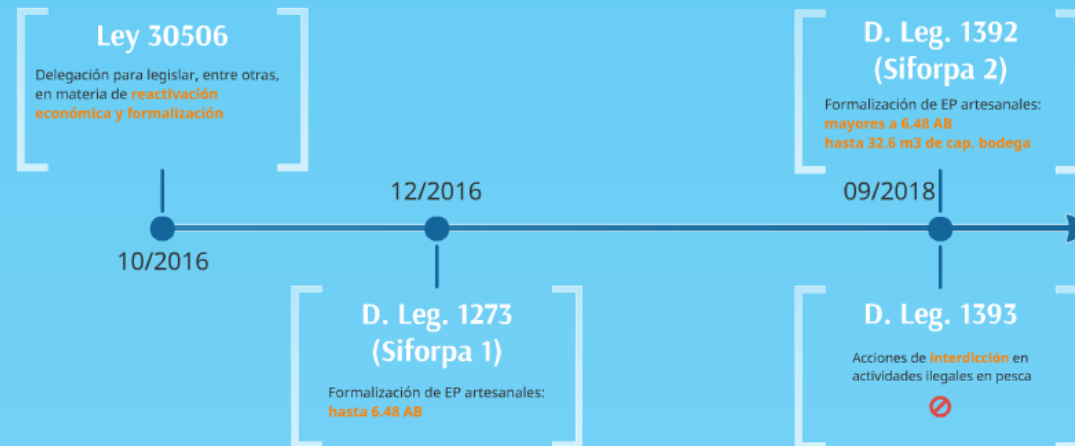 Ley 30506
Delegación para legislar, entre otras,
en materia de reactivación
económica y formalización
10/2016
12/2016
D. Leg. 1273
(Siforpa 1)
Formalización de EP artesanales:
hasta 6.48 AB
D. Leg. 1392
(Siforpa 2)
Formalización de EP artesanales:
mayores a 6.48 AB
hasta 32.6 m3 de cap. bodega
09/2018
D. Leg. 1393
Acciones de interdicción en
actividades ilegales en pesca